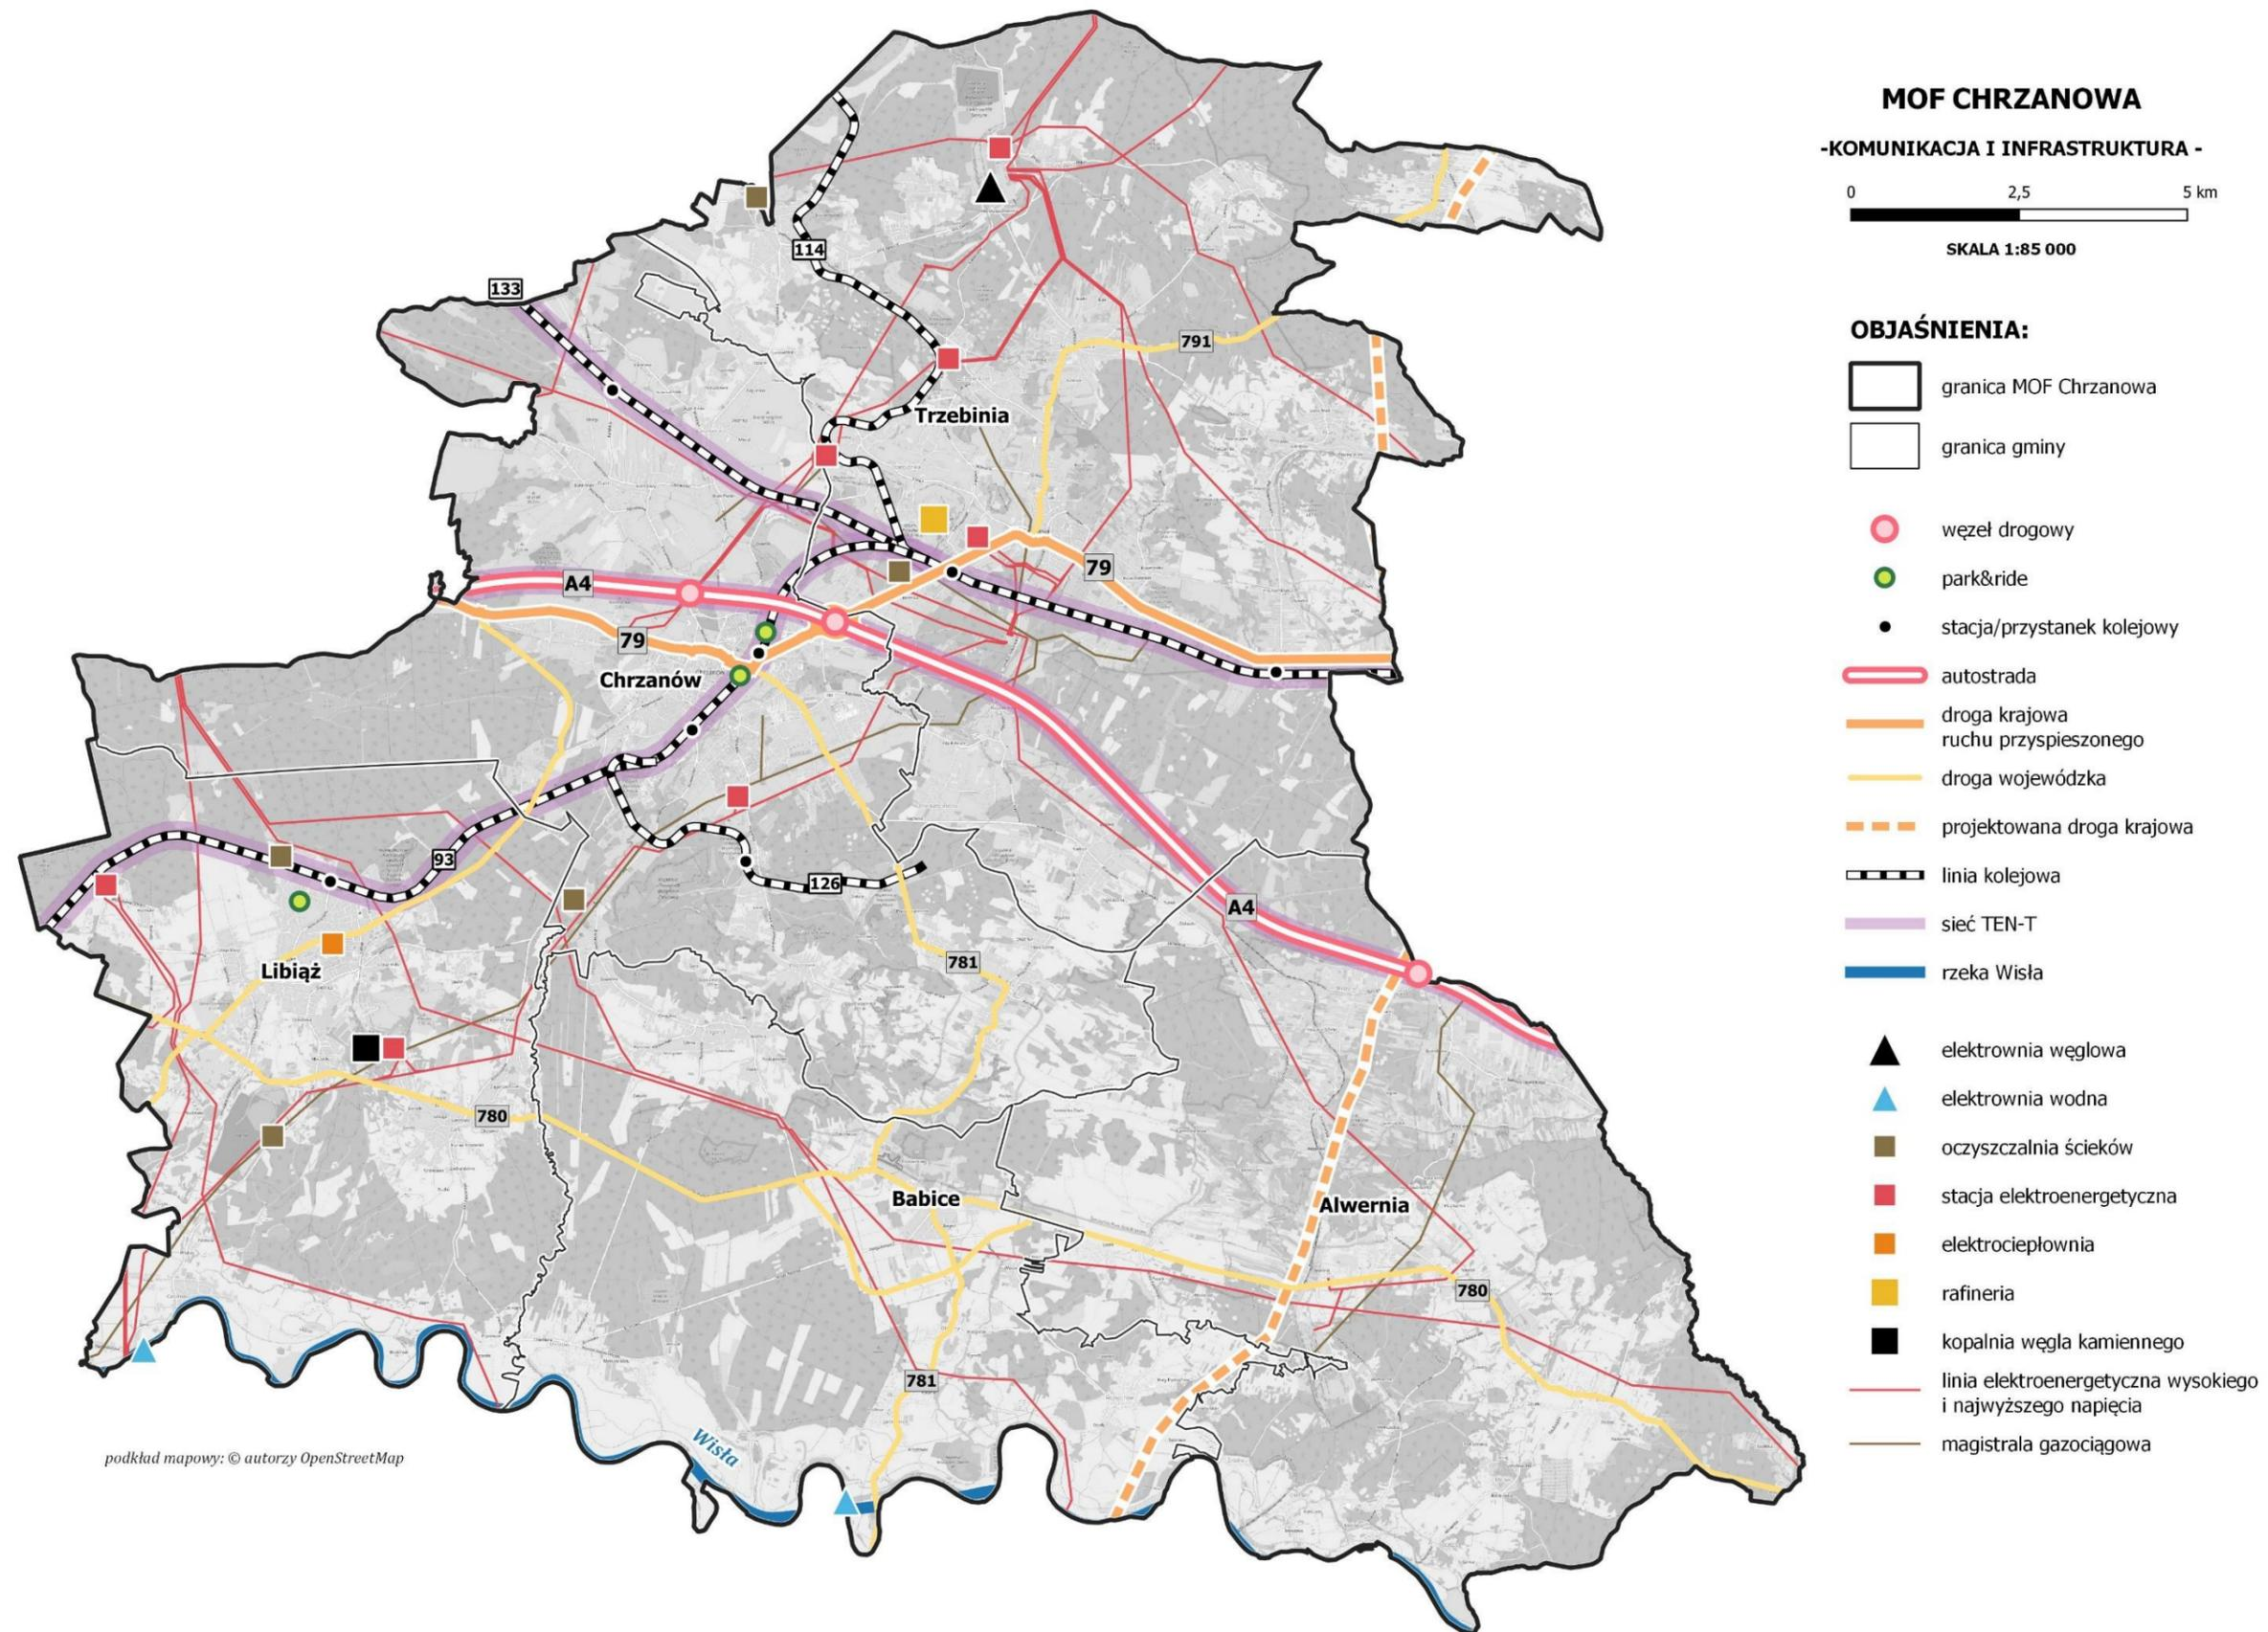 MOF CHRZANOWA
-KOMUNIKACJA I INFRASTRUKTURA -
0 2,5 5 km
SKALA 1:85 000
OBJAŚNIENIA:
granica MOF Chrzanowa
granica gminy
węzeł drogowy
park&ride
stacja/przystanek kolejowy
autostrada
droga krajowa
ruchu przyspieszonego
droga wojewódzka
projektowana droga krajowa
linia kolejowa
sieć TEN-T
rzeka Wisła
elektrownia węglowa
elektrownia wodna
oczyszczalnia ścieków
stacja elektroenergetyczna
elektrociepłownia
rafineria
kopalnia węgla kamiennego
linia elektroenergetyczna wysokiego
i najwyższego napięcia
magistrala gazociągowa
114
133
791
Trzebinia
A4
79
79
Chrzanów
93
126
A4
781
Libiąż
780
Babice
Alwernia
780
781
Wisła
podkład mapowy: © autorzy OpenStreetMap